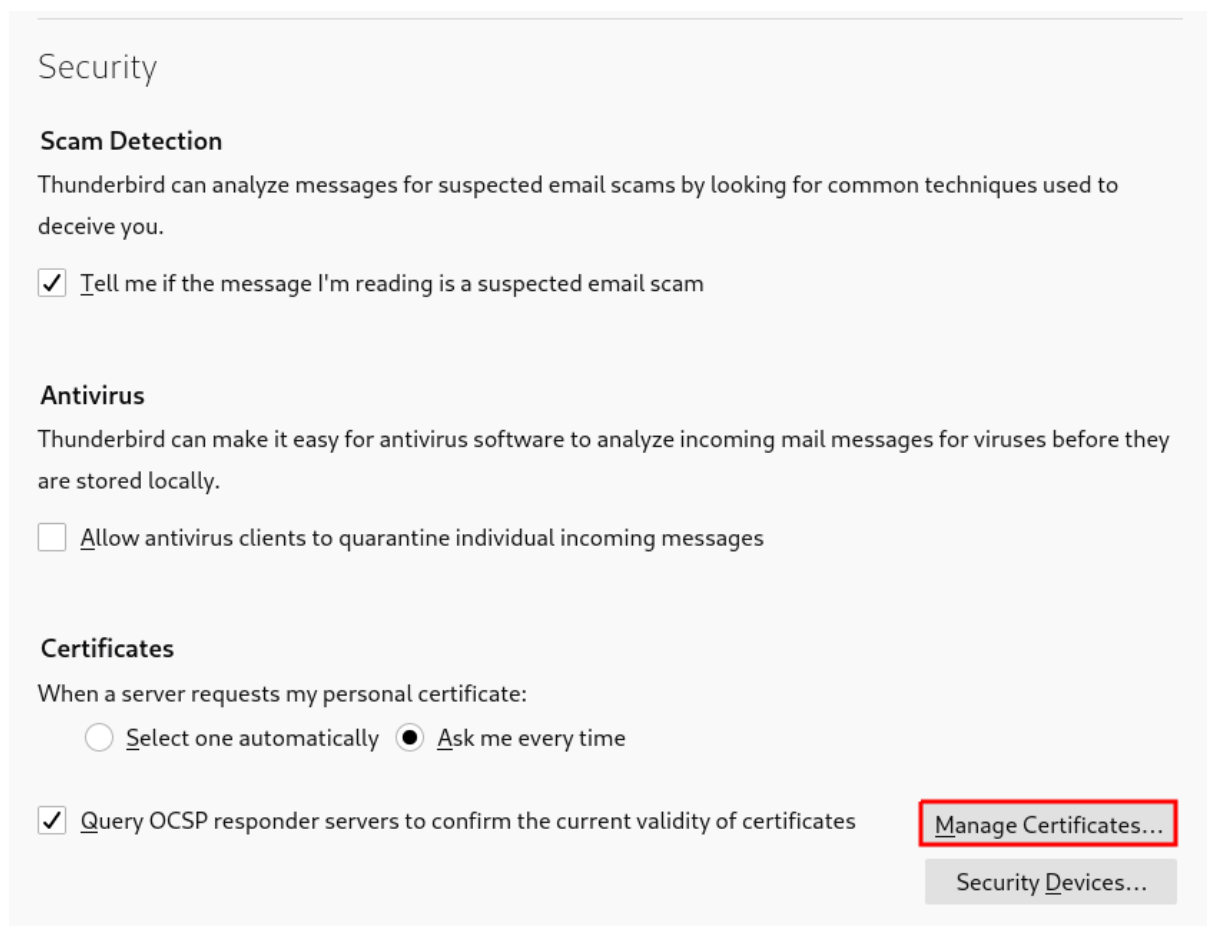 Security
Scam Detection
Thunderbird can analyze messages for suspected email scams by looking for common techniques used to
deceive you.
Tell me if the message I'm reading is a suspected email scam
Antivirus
Thunderbird can make it easy for antivirus software to analyze incoming mail messages for viruses before they
are stored locally.
Allow antivirus clients to quarantine individual incoming messages
Certificates
When a server requests my personal certificate:
Select one automatically Ask me every time
Query OCSP responder servers to confirm the current validity of certificates Manage Certificates...
Security Devices...